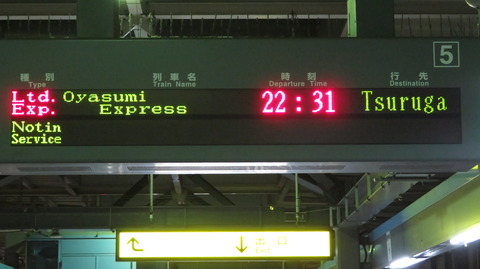 5
種別 列車名 時刻 行先
Type Train Name Departure Time Destination
Ltd. Oyasumi 22:31 Tsuruga
Exp. Express
Notin
Service